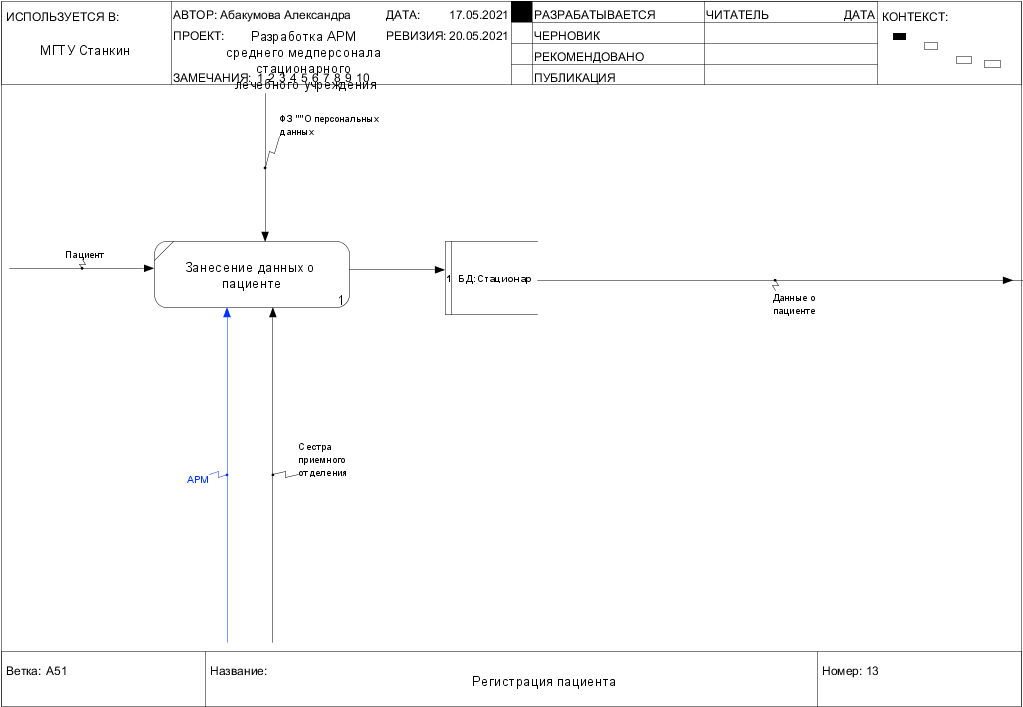 ИСПОЛЬЗУЕТСЯ В:
МГТУ Станкин
АВТОР: Абакумова Александра
ДАТА: 17.05.2021
ПРОЕКТ: Разработка АРМ
среднего медперсонала
стационарного
лечебного учреждения
РЕВИЗИЯ: 20.05.2021
ЗАМЕЧАНИЯ: 1 2 3 4 5 6 7 8 9 10
РАЗРАБАТЫВАЕТСЯ
ЧЕРНОВИК
РЕКОМЕНДОВАНО
ПУБЛИКАЦИЯ
ЧИТАТЕЛЬ ДАТА
КОНТЕКСТ:
ФЗ ""О персональных
данных
Пациент
Занесение данных о
пациенте
1
1 БД:Стационар
Данные о
пациенте
Сестра
приемного
отделения
АРМ
Ветка: A51
Название:
Регистрация пациента
Номер: 13